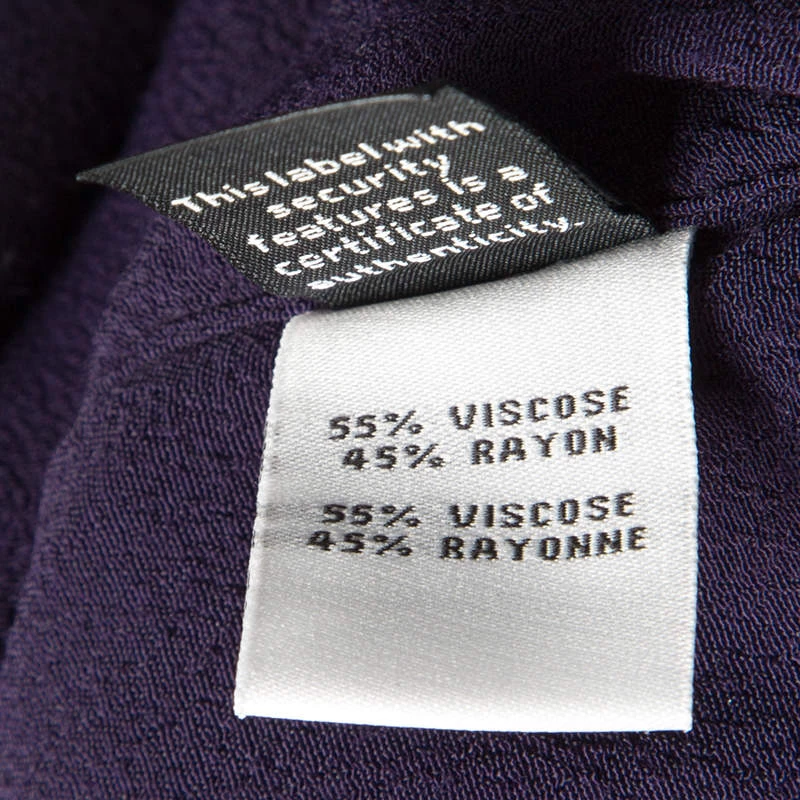 This label with
security
features is a
certificate of
authenticity.
55% VISCOSE
45% RAYON
55% VISCOSE
45% RAYONNE